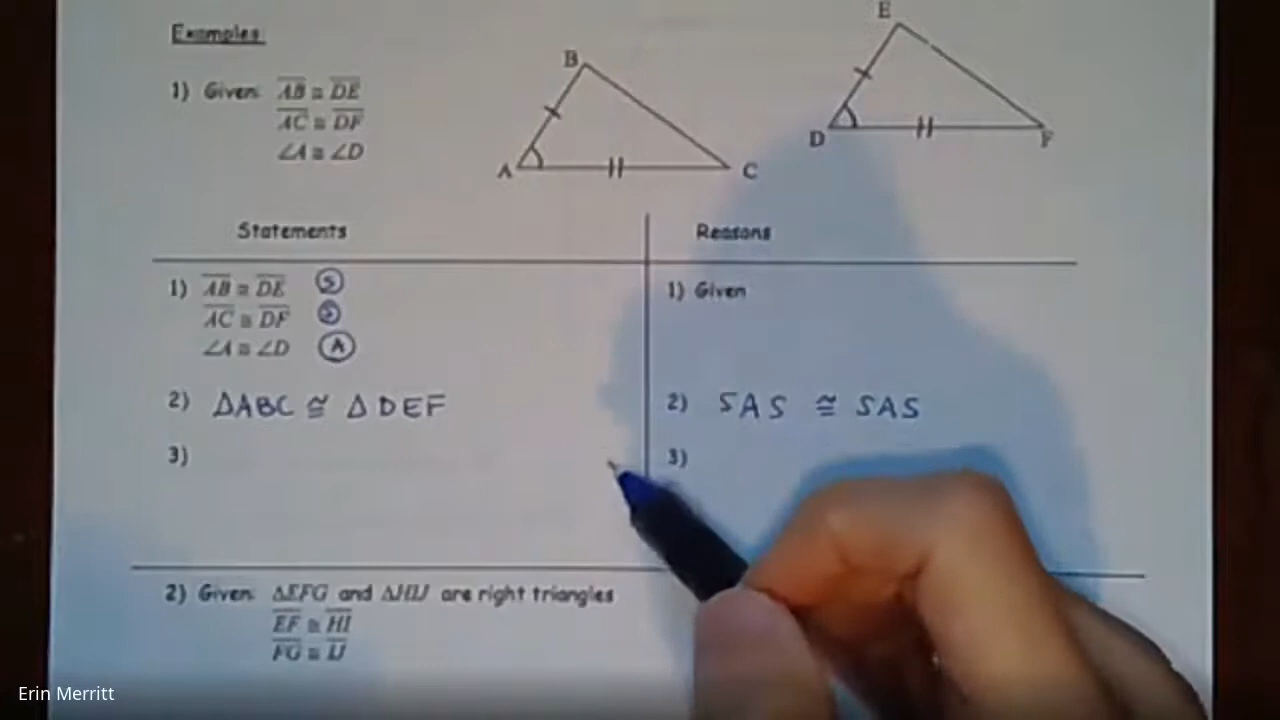 Examples
E
B
1) Given: AB ≅ DE
AC ≅ DF
∠A ≅ ∠D
D
F
A
C
Statements
Reasons
1) AB ≅ DE S
1) Given
AC ≅ DF S
∠A ≅ ∠D A
2) ΔABC ≅ ΔDEF
2) SAS ≅ SAS
3)
3)
2) Given: ΔEFG and ΔHIJ are right triangles
EF ≅ HI
FG ≅ IJ
Erin Merritt